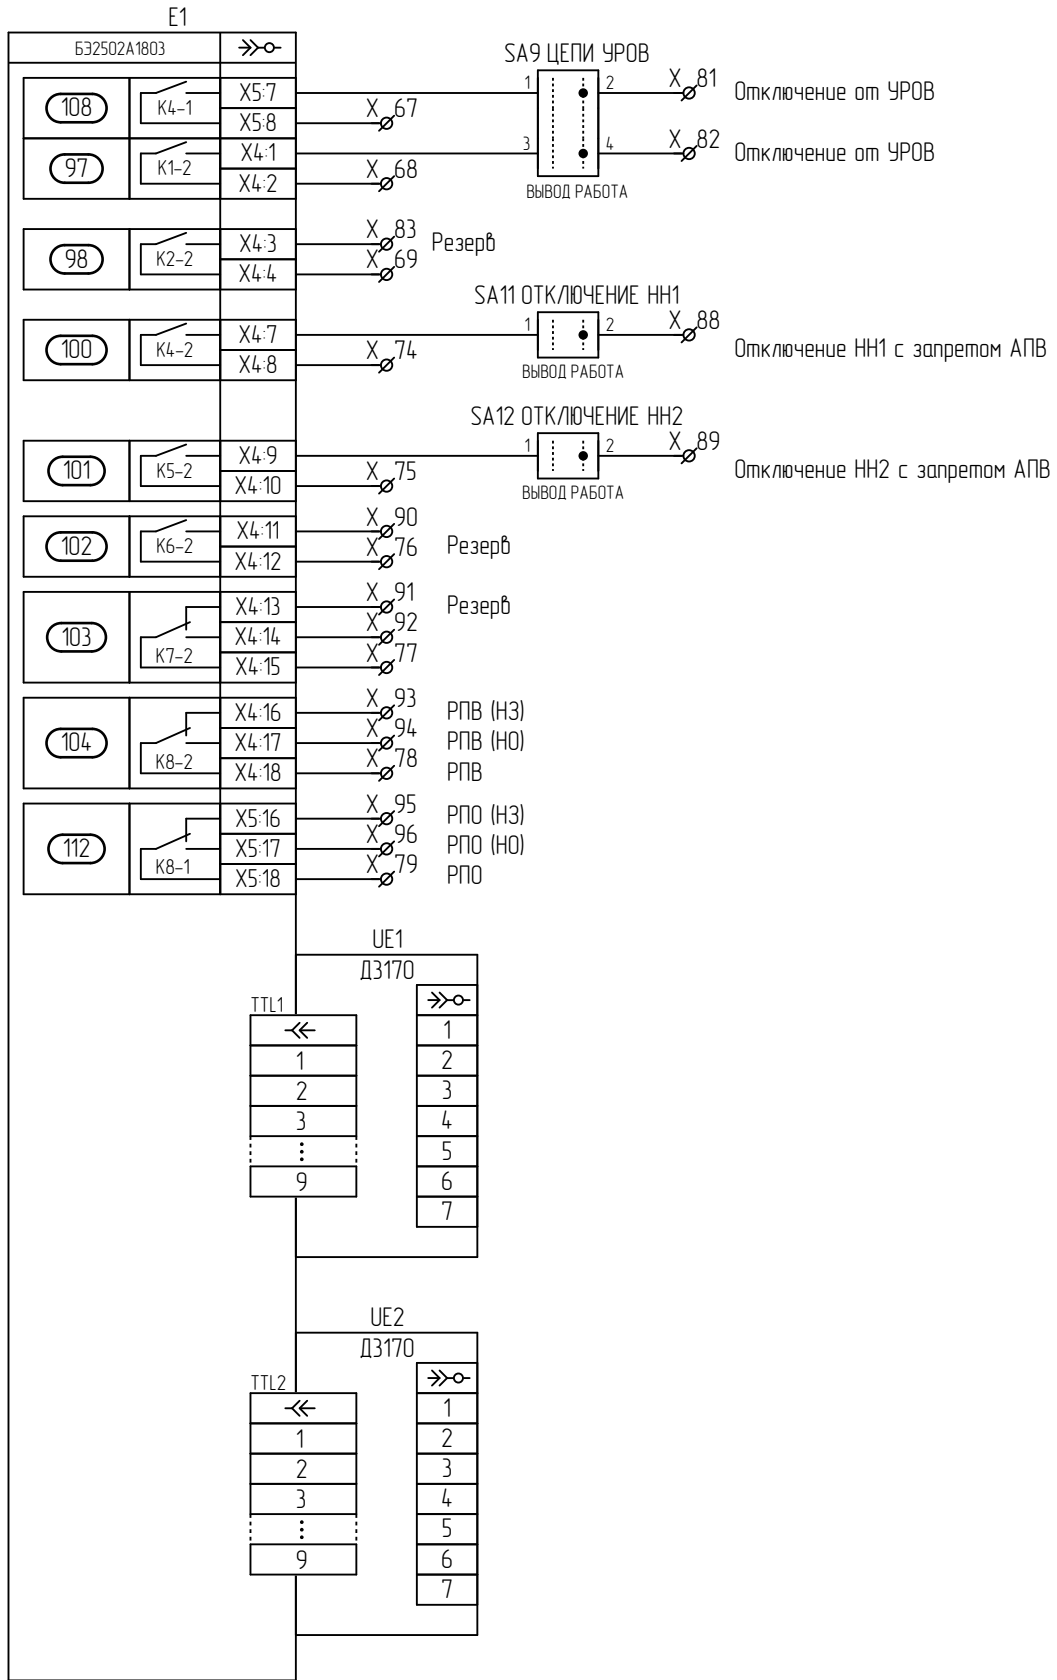 E1
БЭ2502А1803
SA9 ЦЕПИ УРОВ
108 K4-1 X5:7 1 2 X 81 Отключение от УРОВ
X5:8 X 67
97 K1-2 X4:1 3 4 X 82 Отключение от УРОВ
X4:2 X 68
ВЫВОД РАБОТА
98 K2-2 X4:3 X 83 Резерв
X4:4 X 69
SA11 ОТКЛЮЧЕНИЕ НН1
100 K4-2 X4:7 1 2 X 88
Отключение НН1 с запретом АПВ
X4:8 X 74
ВЫВОД РАБОТА
SA12 ОТКЛЮЧЕНИЕ НН2
101 K5-2 X4:9 1 2 X 89
Отключение НН2 с запретом АПВ
X4:10 X 75
ВЫВОД РАБОТА
102 K6-2 X4:11 X 90
X4:12 X 76 Резерв
103 K7-2 X4:13 X 91 Резерв
X4:14 X 92
X4:15 X 77
104 K8-2 X4:16 X 93 РПВ (НЗ)
X4:17 X 94 РПВ (НО)
X4:18 X 78 РПВ
112 K8-1 X5:16 X 95 РПО (НЗ)
X5:17 X 96 РПО (НО)
X5:18 X 79 РПО
UE1
Д3170
TTL1
1
2
3
9
1
2
3
4
5
6
7
UE2
Д3170
TTL2
1
2
3
9
1
2
3
4
5
6
7